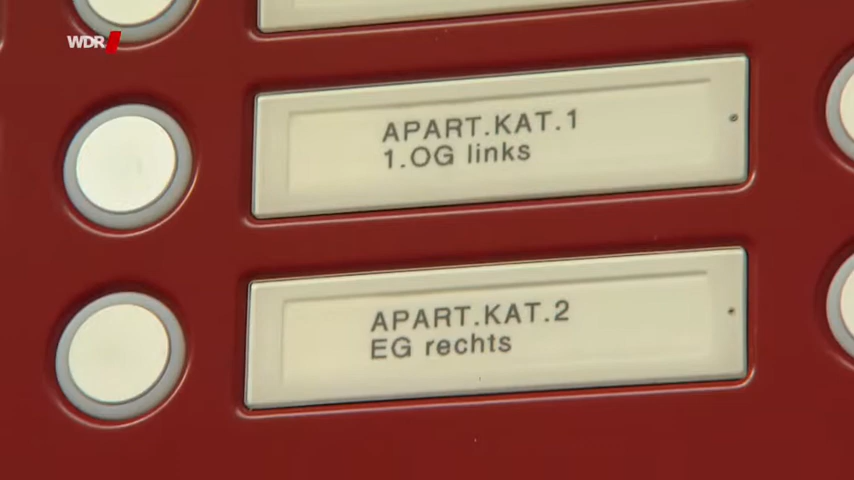 WDR
APART.KAT.1
1.OG links
APART.KAT.2
EG rechts